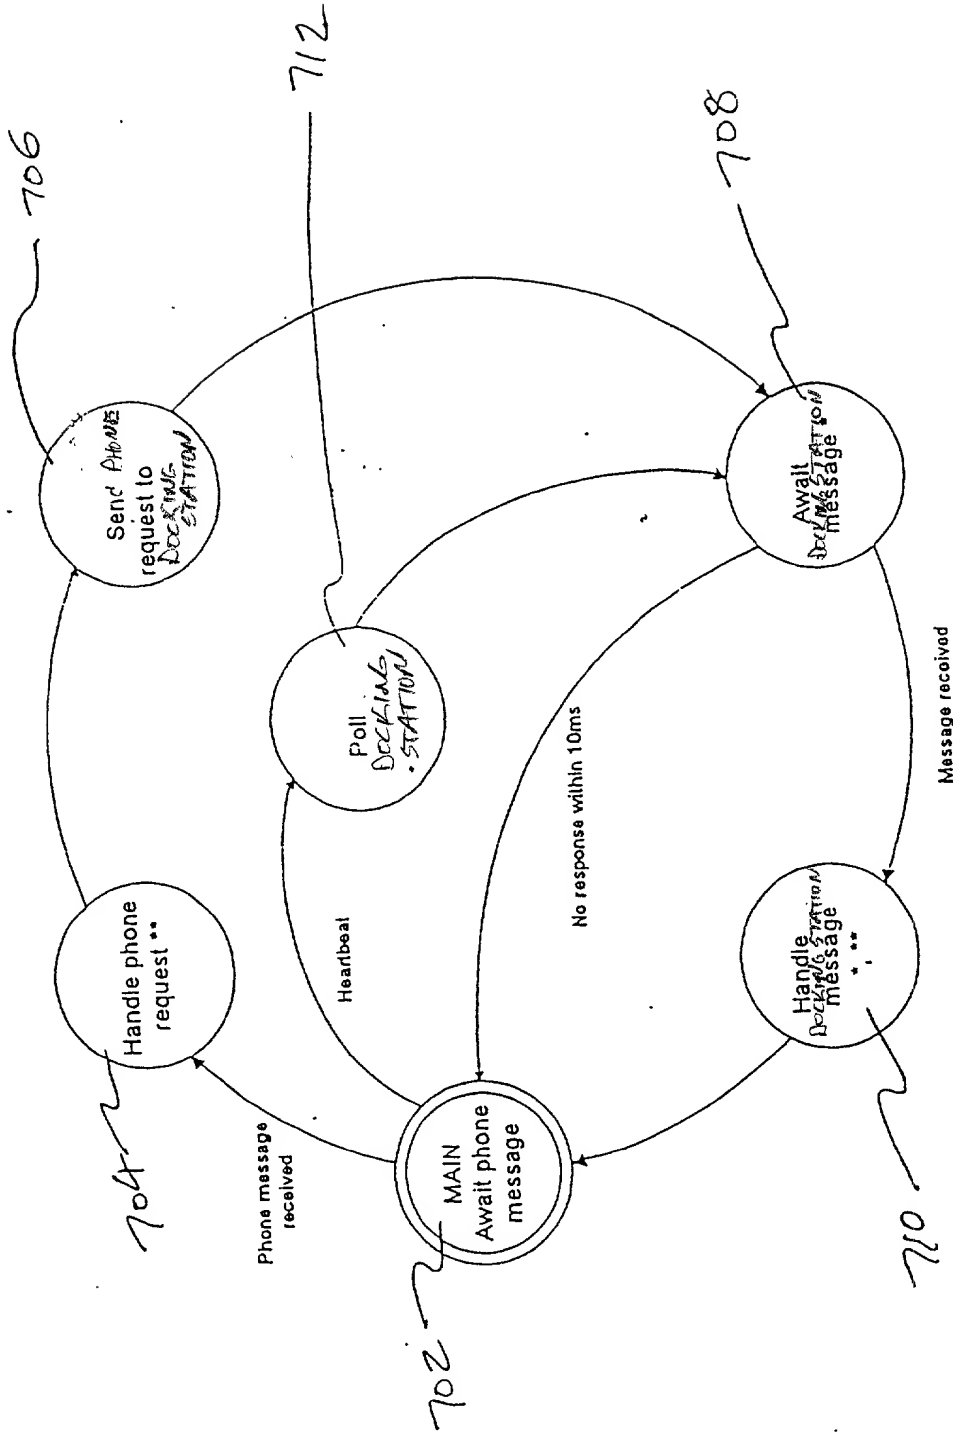 706
712
708
Send PHONE
request to
DOCKING
STATION
Poll
DOCKING
STATION
Await
DOCKING STATION
message *
Handle phone
request **
Heartbeat
No response within 10ms
Message received
Handle
DOCKING STATION
message
*, **
Phone message
received
MAIN
Await phone
message
704
702
710